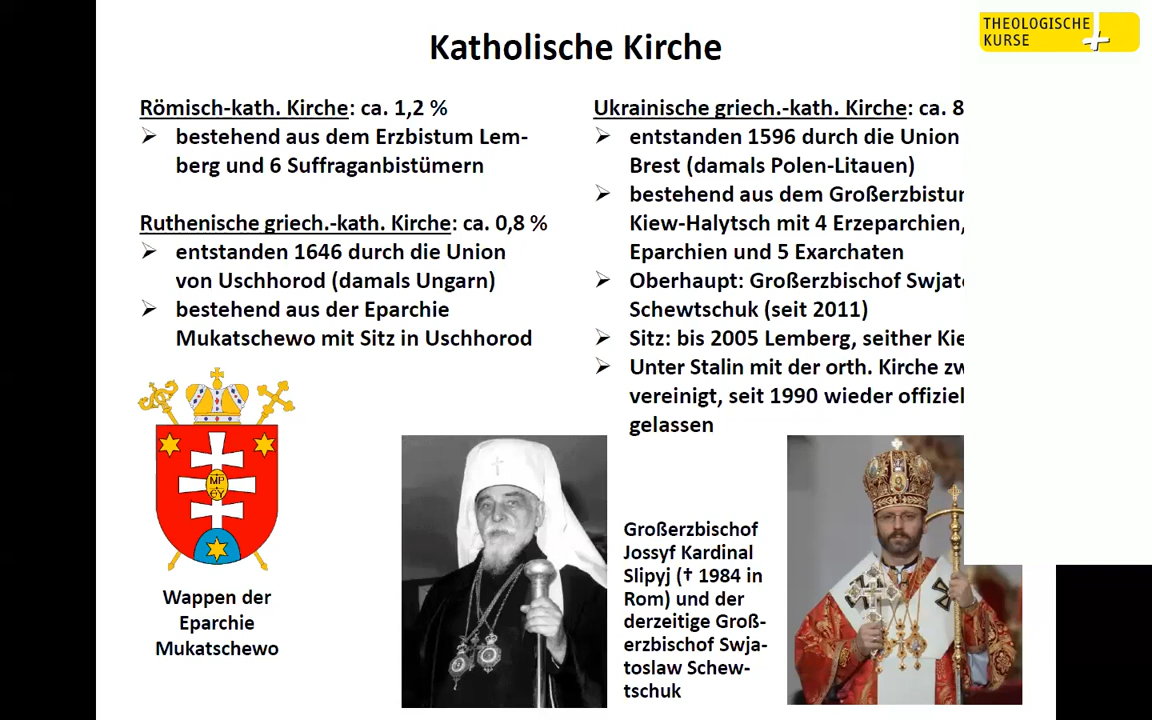 THEOLOGISCHE
KURSE
Katholische Kirche
Römisch-kath. Kirche: ca. 1,2 %
bestehend aus dem Erzbistum Lem-
berg und 6 Suffraganbistümern
Ruthenische griech.-kath. Kirche: ca. 0,8 %
entstanden 1646 durch die Union
von Uschhorod (damals Ungarn)
bestehend aus der Eparchie
Mukatschewo mit Sitz in Uschhorod
Wappen der
Eparchie
Mukatschewo
Ukrainische griech.-kath. Kirche: ca. 8
entstanden 1596 durch die Union
Brest (damals Polen-Litauen)
bestehend aus dem
Kiew-Halytsch mit 4 Erzeparchien,
Eparchien und 5 Exarchaten
Oberhaupt: Großerzbischof
Schewtschuk (seit 2011)
Sitz: bis 2005 Lemberg, seither
Unter Stalin mit der orth. Kirche
vereinigt, seit 1990 wieder
gelassen
Großerzbischof
Jossyf Kardinal
Slipyj († 1984 in
Rom) und der
derzeitige Groß-
erzbischof Swja-
toslaw Schew-
tschuk